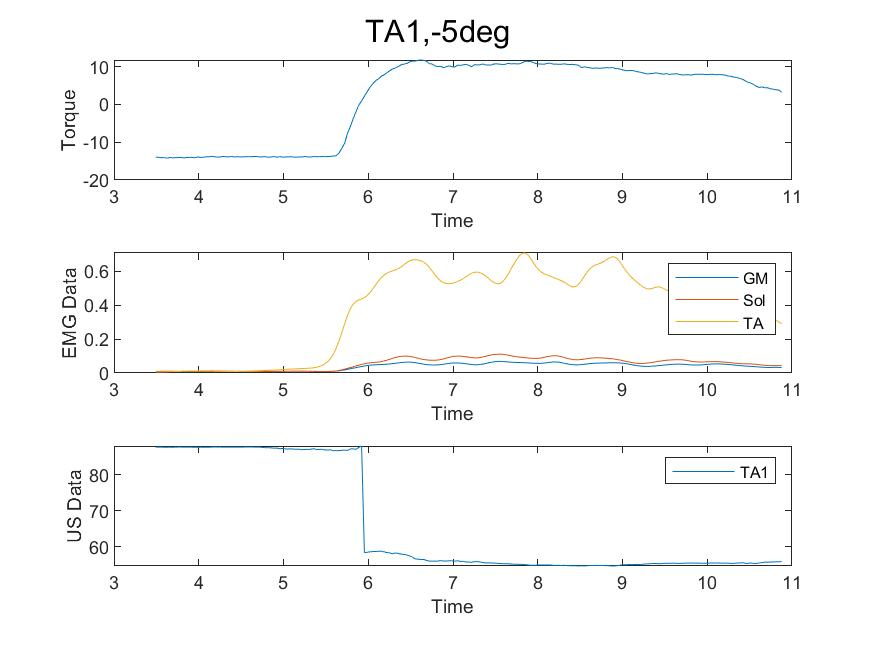 TA1,-5deg
Torque
10
0
-10
-20
3 4 5 6 7 8 9 10 11
Time
EMG Data
0.6
0.4
0.2
0
GM
Sol
TA
3 4 5 6 7 8 9 10 11
Time
US Data
80
70
60
TA1
3 4 5 6 7 8 9 10 11
Time